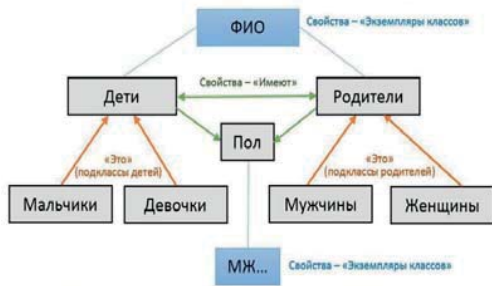 ФИО
Свойства – «Экземпляры классов»
Свойства – «Имеют»
Дети
Родители
Пол
«Это»
(подклассы детей)
«Это»
(подклассы родителей)
Мальчики
Девочки
Мужчины
Женщины
МЖ...
Свойства – «Экземпляры классов»